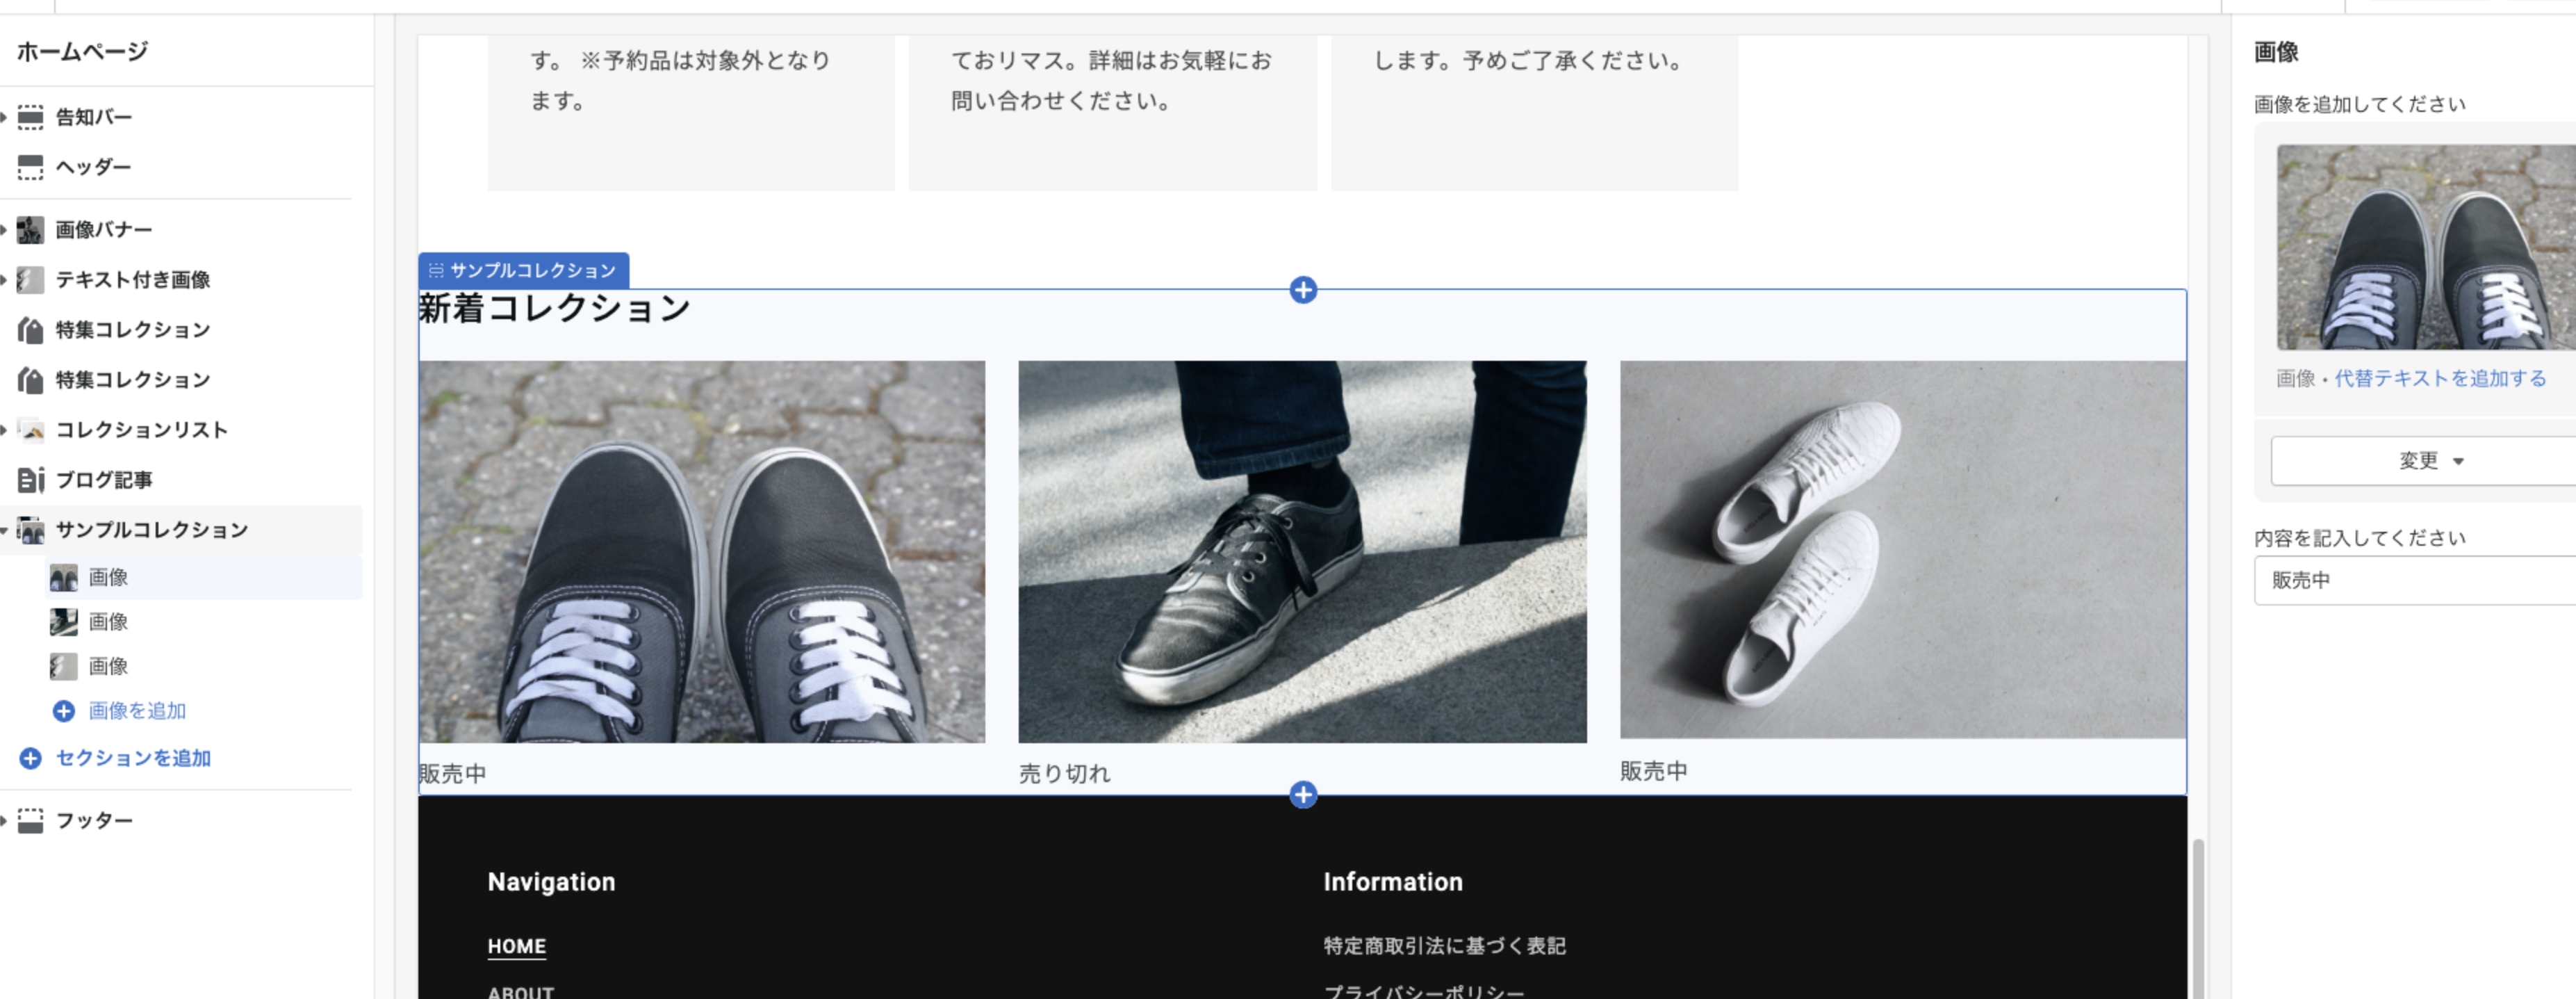 ホームページ
告知バー
ヘッダー
画像バナー
テキスト付き画像
特集コレクション
特集コレクション
コレクションリスト
ブログ記事
サンプルコレクション
画像
画像
画像
画像を追加
セクションを追加
フッター
す。 ※予約品は対象外となり
ます。
ておリマス。詳細はお気軽にお
問い合わせください。
します。予めご了承ください。
サンプルコレクション
新着コレクション
販売中
売り切れ
販売中
Navigation
HOME
ABOUT
Information
特定商取引法に基づく表記
プライバシーポリシー
画像
画像を追加してください
画像・代替テキストを追加する
変更
内容を記入してください
販売中